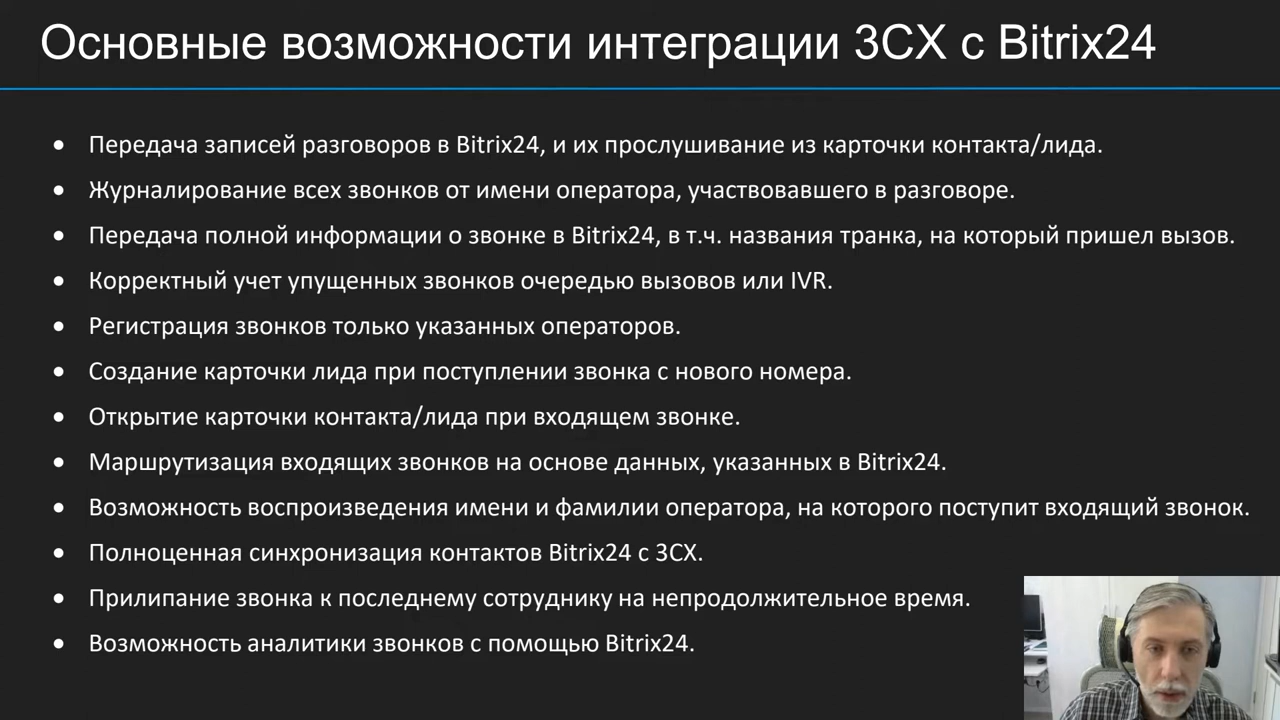 Основные возможности интеграции 3CX с Bitrix24
● Передача записей разговоров в Bitrix24, и их прослушивание из карточки контакта/лида.
● Журналирование всех звонков от имени оператора, участвовавшего в разговоре.
● Передача полной информации о звонке в Bitrix24, в т.ч. названия транка, на который пришел вызов.
● Корректный учет упущенных звонков очередью вызовов или IVR.
● Регистрация звонков только указанных операторов.
● Создание карточки лида при поступлении звонка с нового номера.
● Открытие карточки контакта/лида при входящем звонке.
● Маршрутизация входящих звонков на основе данных, указанных в Bitrix24.
● Возможность воспроизведения имени и фамилии оператора, на которого поступит входящий звонок.
● Полноценная синхронизация контактов Bitrix24 с 3CX.
● Прилипание звонка к последнему сотруднику на непродолжительное время.
● Возможность аналитики звонков с помощью Bitrix24.